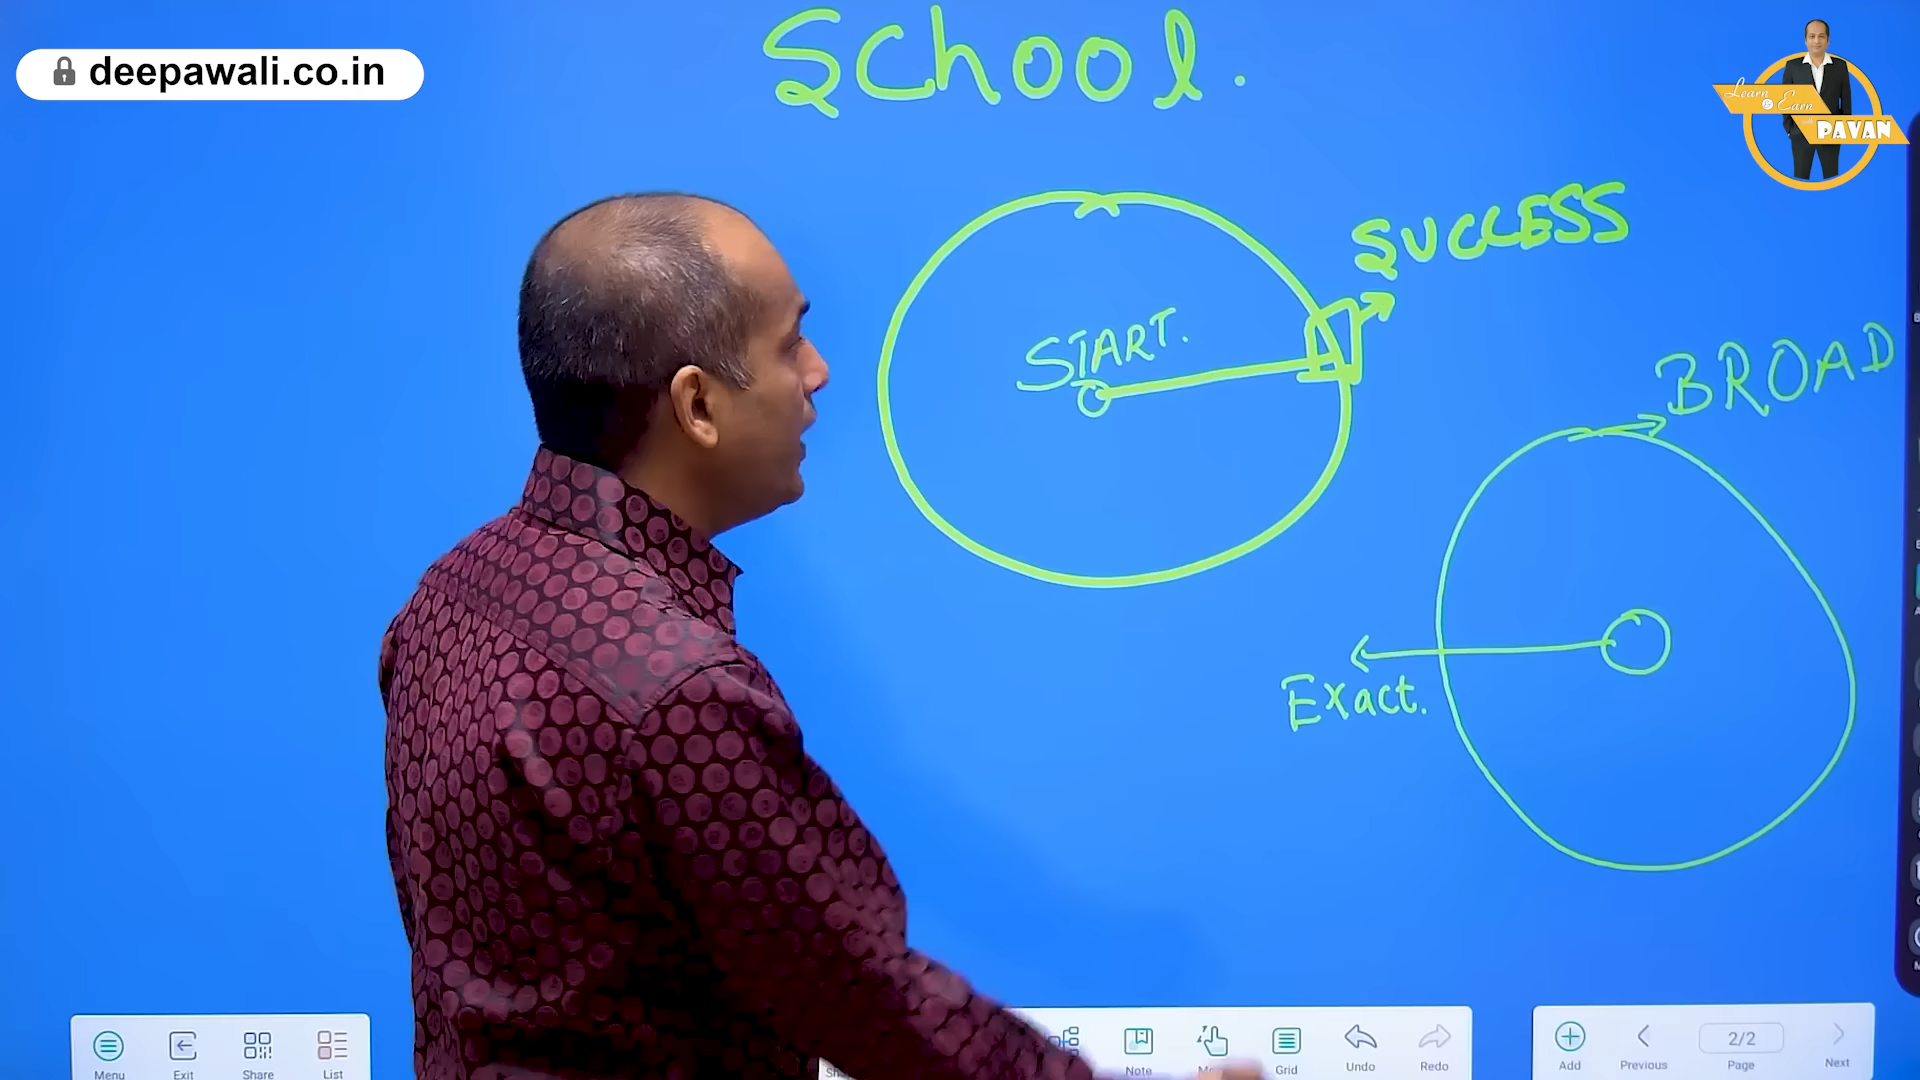 deepawali.co.in
School.
Learn & Earn
with
PAVAN
SUCCESS
START.
BROAD
Exact.
Menu
Exit
Share
List
Note
Grid
Undo
Redo
Add
Previous
2/2
Page
Next